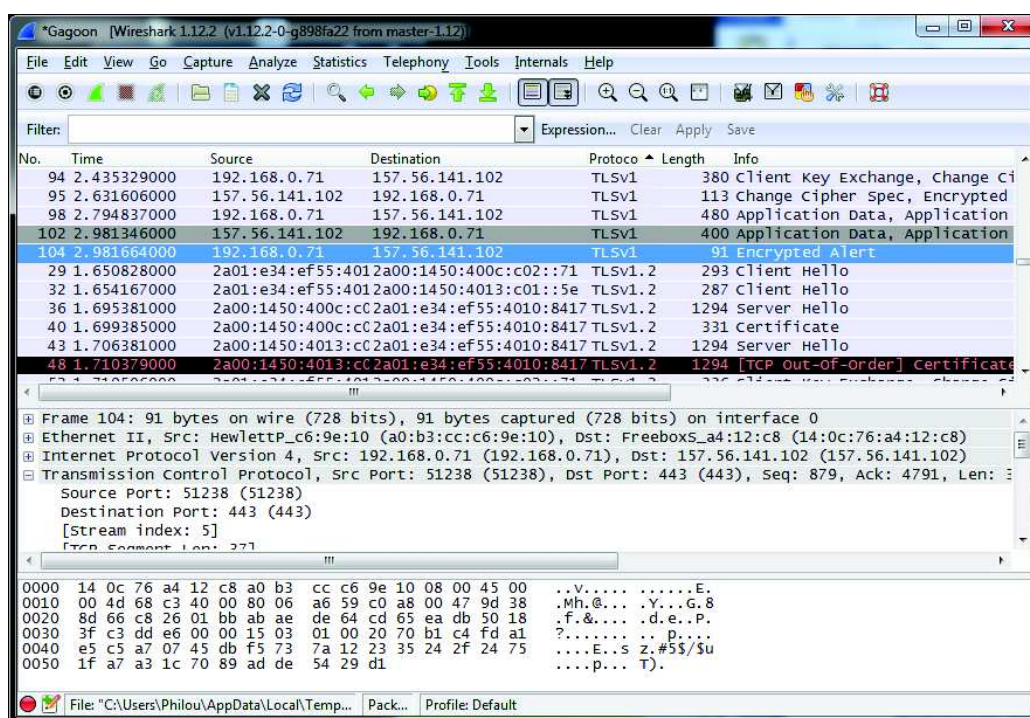 *Gagoon [Wireshark 1.12.2 (v1.12.2-0-g898fa22 from master-1.12)]
File Edit View Go Capture Analyze Statistics Telephony Tools Internals Help
Filter: Expression... Clear Apply Save
No. Time Source Destination Protoco Length Info
94 2.435329000 192.168.0.71 157.56.141.102 TLSv1 380 Client Key Exchange, Change Ci
95 2.631606000 157.56.141.102 192.168.0.71 TLSv1 113 Change Cipher Spec, Encrypted
98 2.794837000 192.168.0.71 157.56.141.102 TLSv1 480 Application Data, Application
102 2.981346000 157.56.141.102 192.168.0.71 TLSv1 400 Application Data, Application
104 2.981664000 192.168.0.71 157.56.141.102 TLSv1 91 Encrypted Alert
29 1.650828000 2a01:e34:ef55:401 2a00:1450:400c:c02::71 TLSv1.2 293 Client Hello
32 1.654167000 2a01:e34:ef55:401 2a00:1450:4013:c01::5e TLSv1.2 287 Client Hello
36 1.695381000 2a00:1450:400c:c0 2a01:e34:ef55:4010:8417 TLSv1.2 1294 Server Hello
40 1.699385000 2a00:1450:400c:c0 2a01:e34:ef55:4010:8417 TLSv1.2 331 Certificate
43 1.706381000 2a00:1450:4013:c0 2a01:e34:ef55:4010:8417 TLSv1.2 1294 Server Hello
48 1.710379000 2a00:1450:4013:c0 2a01:e34:ef55:4010:8417 TLSv1.2 1294 [TCP Out-Of-Order] Certificate
Frame 104: 91 bytes on wire (728 bits), 91 bytes captured (728 bits) on interface 0
Ethernet II, Src: HewlettP_c6:9e:10 (a0:b3:cc:c6:9e:10), Dst: FreeboxS_a4:12:c8 (14:0c:76:a4:12:c8)
Internet Protocol Version 4, Src: 192.168.0.71 (192.168.0.71), Dst: 157.56.141.102 (157.56.141.102)
Transmission Control Protocol, Src Port: 51238 (51238), Dst Port: 443 (443), Seq: 879, Ack: 4791, Len:
Source Port: 51238 (51238)
Destination Port: 443 (443)
[Stream index: 5]
[TCP Segment Len: 37]
0000 14 0c 76 a4 12 c8 a0 b3 cc c6 9e 10 08 00 45 00 ..v..... ......E.
0010 00 4d 68 c3 40 00 80 06 a6 59 c0 a8 00 47 9d 38 .Mh.@... .Y...G.8
0020 8d 66 c8 26 01 bb ab ae de 64 cd 65 ea db 50 18 .f.&.... .d.e..P.
0030 3f c3 dd e6 00 00 15 03 01 00 20 70 b1 c4 fd a1 ?....... .. p....
0040 e5 c5 a7 07 45 db f5 73 7a 12 23 35 24 2f 24 75 ....E..s z.#5$/$u
0050 1f a7 a3 1c 70 89 ad de 54 29 d1 ....p... T).
File: "C:\Users\Philou\AppData\Local\Temp... Pack... Profile: Default